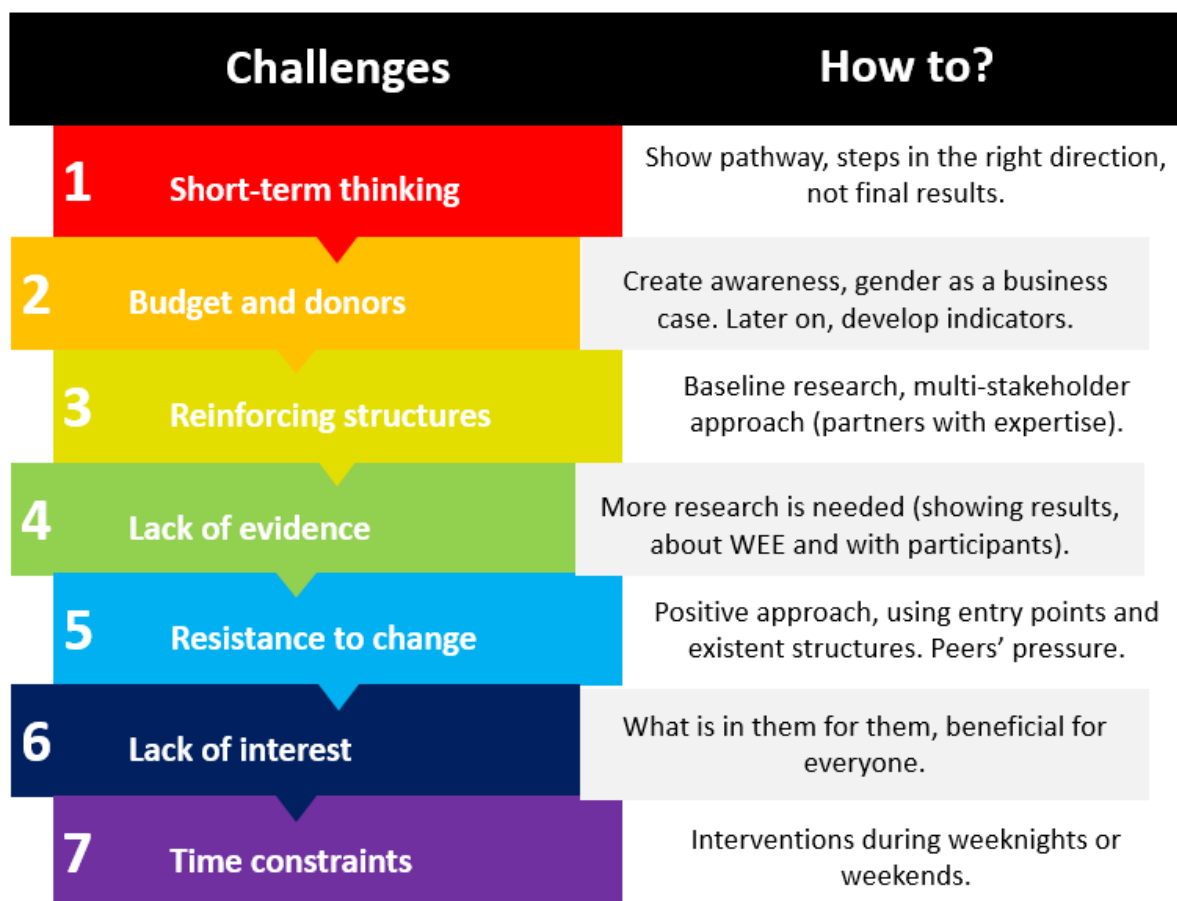 Challenges
How to?
1
Short-term thinking
Show pathway, steps in the right direction,
not final results.
2
Budget and donors
Create awareness, gender as a business
case. Later on, develop indicators.
3
Reinforcing structures
Baseline research, multi-stakeholder
approach (partners with expertise).
4
Lack of evidence
More research is needed (showing results,
about WEE and with participants).
5
Resistance to change
Positive approach, using entry points and
existent structures. Peers’ pressure.
6
Lack of interest
What is in them for them, beneficial for
everyone.
7
Time constraints
Interventions during weeknights or
weekends.